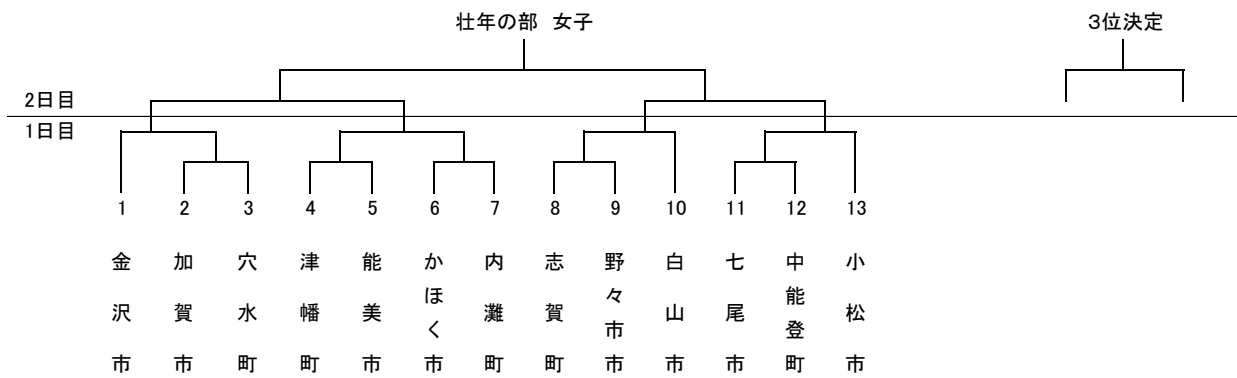 壮年の部 女子
3位決定
2日目
1日目
1 2 3 4 5 6 7 8 9 10 11 12 13
金沢市
加賀市
穴水町
津幡町
能美市
かほく市
内灘町
志賀町
野々市市
白山市
七尾市
中能登町
小松市